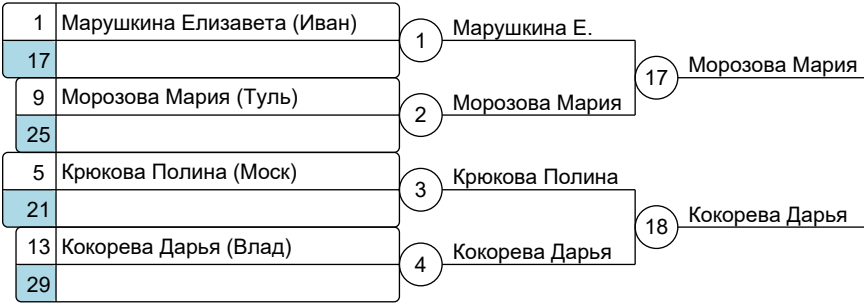 1 Марушкина Елизавета (Иван)
17
1 Марушкина Е.
9 Морозова Мария (Туль)
25
2 Морозова Мария
17 Морозова Мария
5 Крюкова Полина (Моск)
21
3 Крюкова Полина
13 Кокорева Дарья (Влад)
29
4 Кокорева Дарья
18 Кокорева Дарья